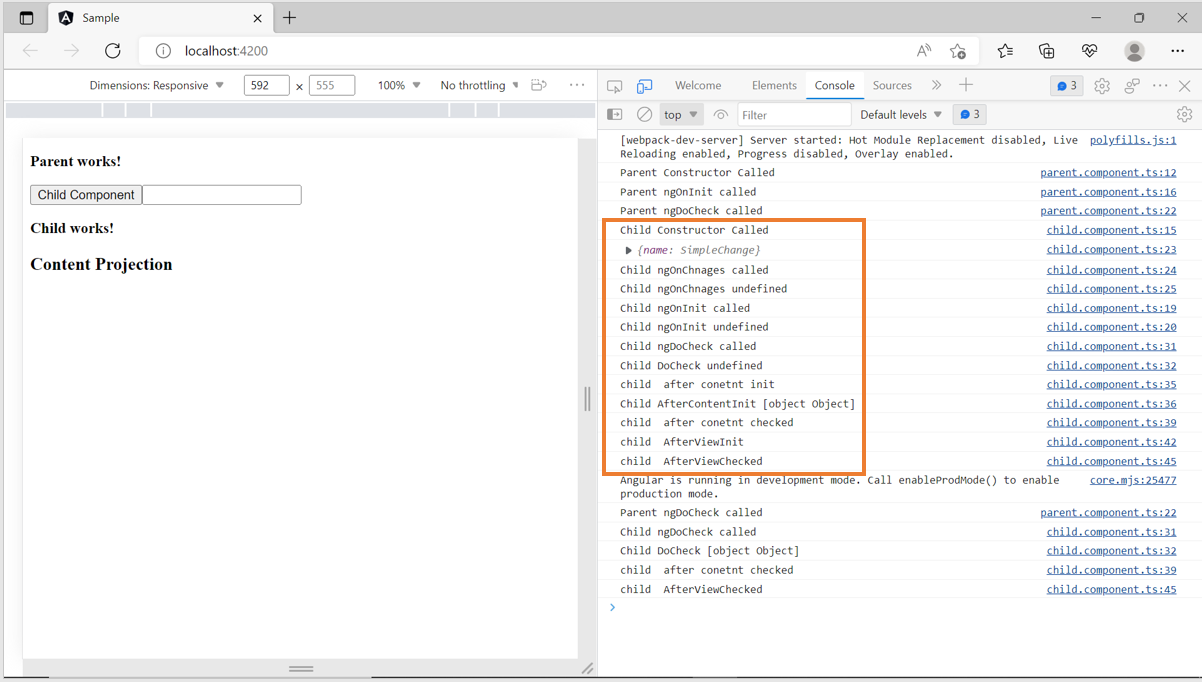 Sample
localhost:4200
Dimensions: Responsive 592 × 555 100% No throttling
Welcome Elements Console Sources 3
top Filter Default levels 3
Parent works!
Child Component
Child works!
Content Projection
[webpack-dev-server] Server started: Hot Module Replacement disabled, Live polyfills.js:1
Reloading enabled, Progress disabled, Overlay enabled.
Parent Constructor Called parent.component.ts:12
Parent ngOnInit called parent.component.ts:16
Parent ngDoCheck called parent.component.ts:22
Child Constructor Called child.component.ts:15
{name: SimpleChange} child.component.ts:23
Child ngOnChnages called child.component.ts:24
Child ngOnChnages undefined child.component.ts:25
Child ngOnInit called child.component.ts:19
Child ngOnInit undefined child.component.ts:20
Child ngDoCheck called child.component.ts:31
Child DoCheck undefined child.component.ts:32
child  after conetnt init child.component.ts:35
Child AfterContentInit [object Object] child.component.ts:36
child  after conetnt checked child.component.ts:39
child  AfterViewInit child.component.ts:42
child  AfterViewChecked child.component.ts:45
Angular is running in development mode. Call enableProdMode() to enable core.mjs:25477
production mode.
Parent ngDoCheck called parent.component.ts:22
Child ngDoCheck called child.component.ts:31
Child DoCheck [object Object] child.component.ts:32
child  after conetnt checked child.component.ts:39
child  AfterViewChecked child.component.ts:45